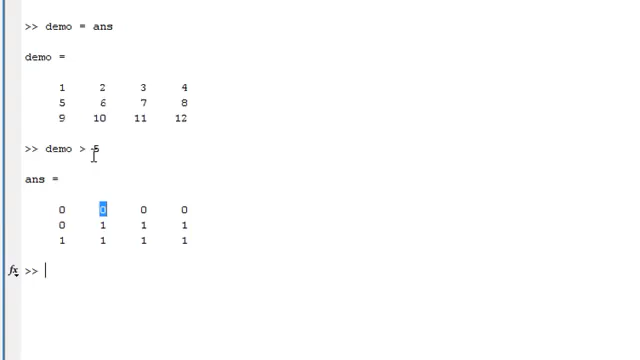 >> demo = ans
demo =
1 2 3 4
5 6 7 8
9 10 11 12
>> demo > 5
ans =
0 0 0 0
0 1 1 1
1 1 1 1
fx >>